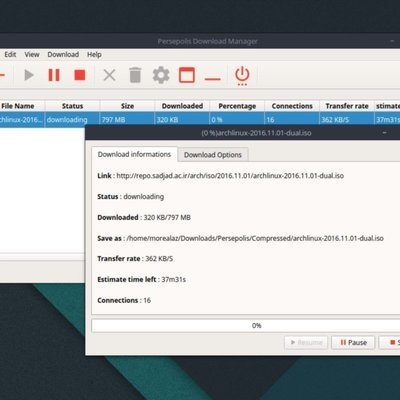 Persepolis Download Manager
Edit View Download Help
File Name Status Size Downloaded Percentage Connections Transfer rate
downloading 797 MB 320 KB 0 % 16 362 KB/S 37m31s
(0 %)archlinux-2016.11.01-dual.iso
Download informations Download Options
Link : http://repo.sadjad.ac.ir/arch/iso/2016.11.01/archlinux-2016.11.01-dual.iso
Status : downloading
Downloaded : 320 KB/797 MB
Save as : /home/morealaz/Downloads/Persepolis/Compressed/archlinux-2016.11.01-dual.iso
Transfer rate : 362 KB/S
Estimate time left : 37m31s
Connections : 16
0%
Resume Pause